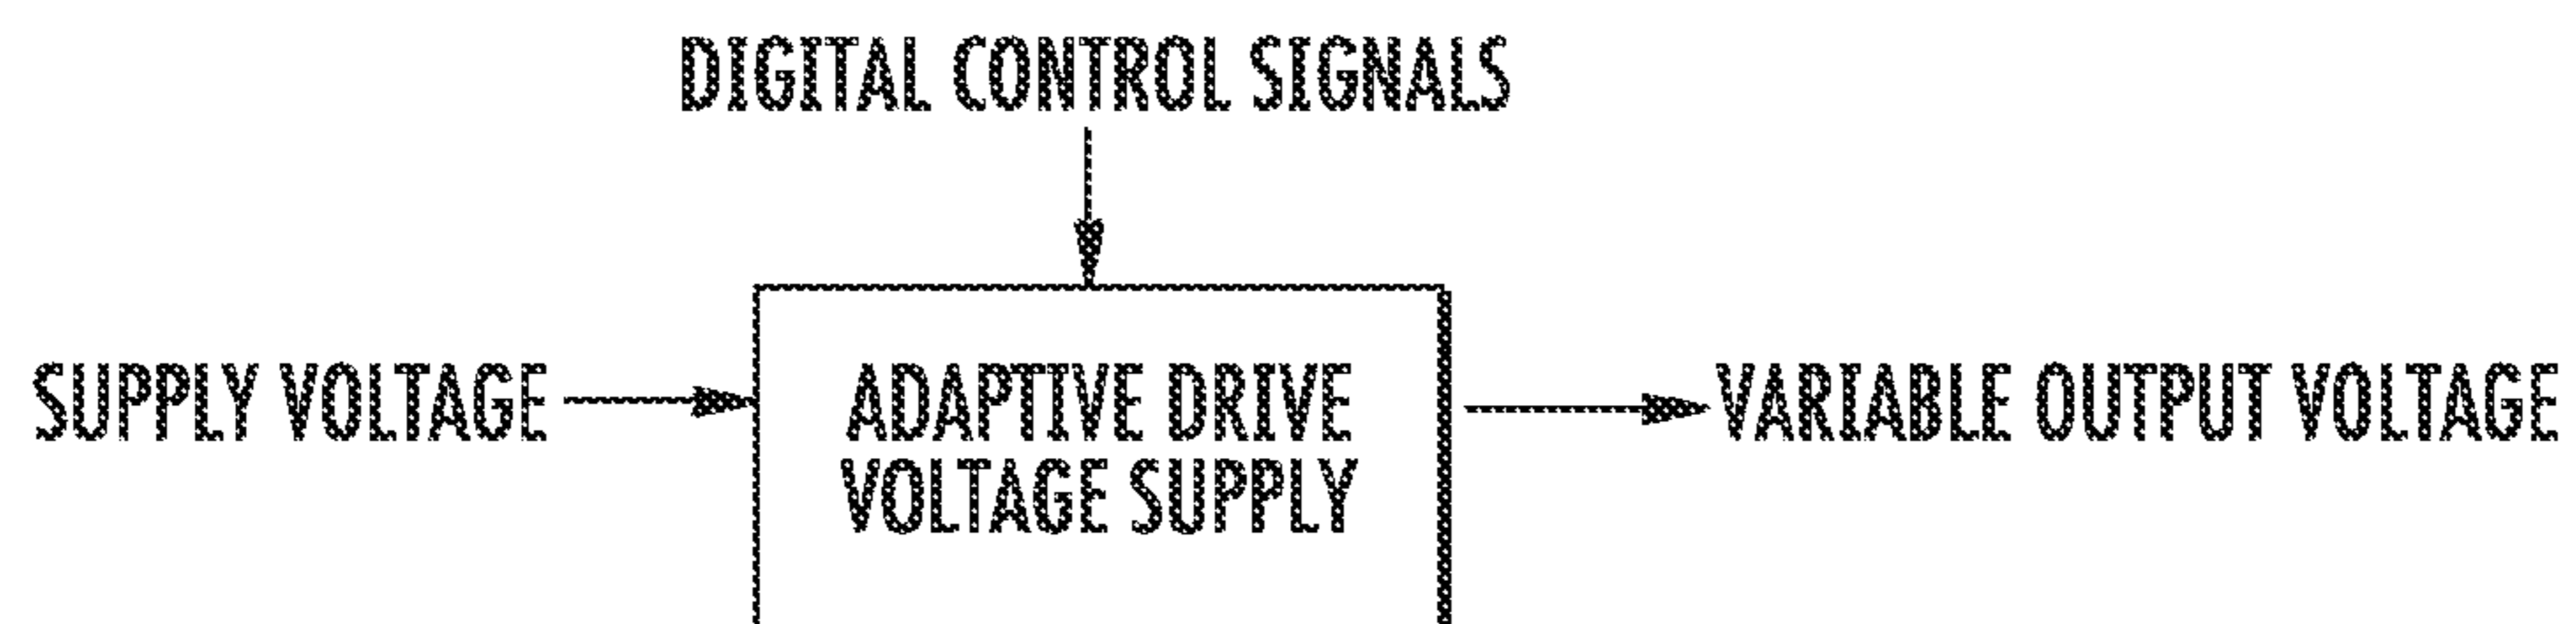 DIGITAL CONTROL SIGNALS
SUPPLY VOLTAGE
ADAPTIVE DRIVE
VOLTAGE SUPPLY
VARIABLE OUTPUT VOLTAGE